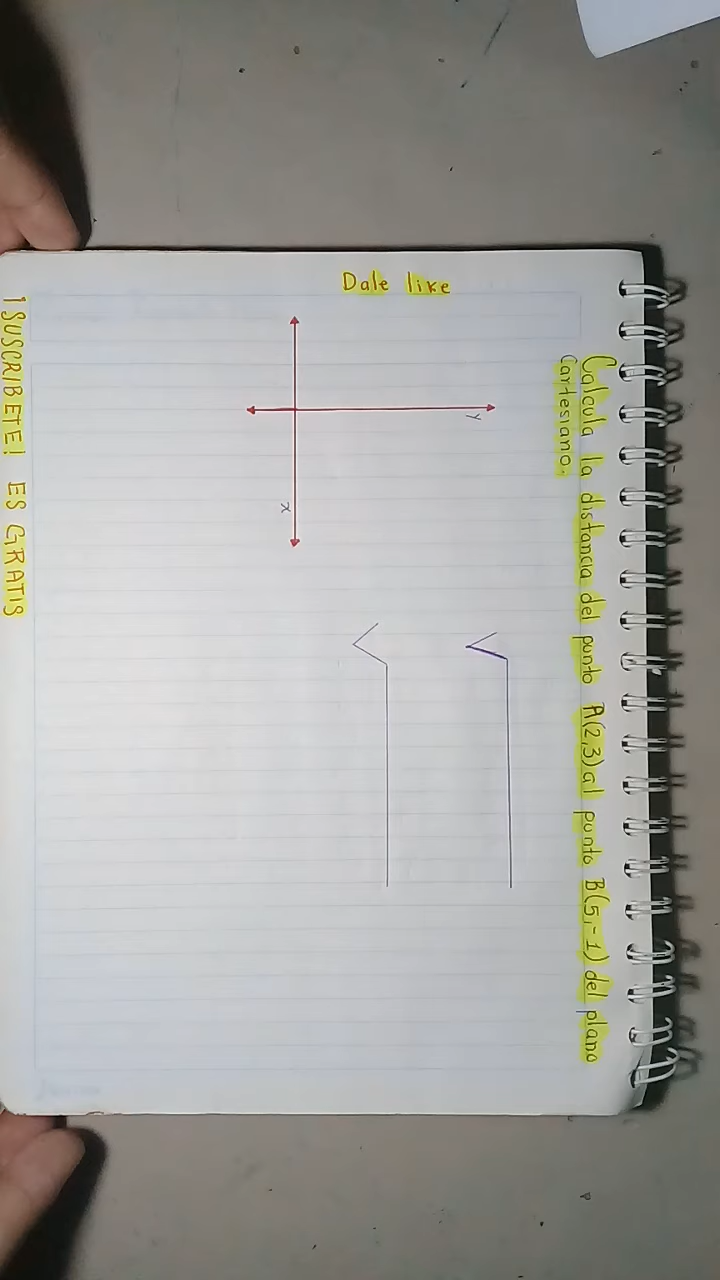 Calcula la distancia del punto A(2,3) al punto B(5,-1) del plano
Cartesiano.
Dale like
y
x
¡SUSCRIBETE! ES GRATIS